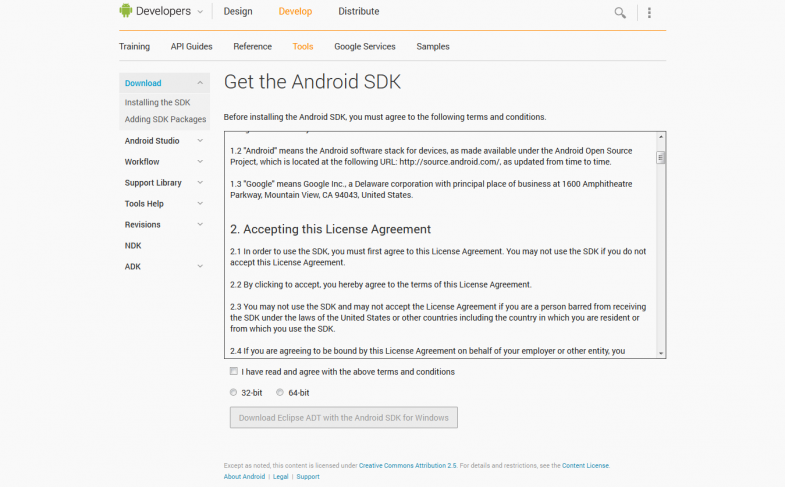 Developers
Design
Develop
Distribute
Training
API Guides
Reference
Tools
Google Services
Samples
Download
Installing the SDK
Adding SDK Packages
Android Studio
Workflow
Support Library
Tools Help
Revisions
NDK
ADK
Get the Android SDK
Before installing the Android SDK, you must agree to the following terms and conditions.
1.2 "Android" means the Android software stack for devices, as made available under the Android Open Source
Project, which is located at the following URL: http://source.android.com/, as updated from time to time.
1.3 "Google" means Google Inc., a Delaware corporation with principal place of business at 1600 Amphitheatre
Parkway, Mountain View, CA 94043, United States.
2. Accepting this License Agreement
2.1 In order to use the SDK, you must first agree to this License Agreement. You may not use the SDK if you do not
accept this License Agreement.
2.2 By clicking to accept, you hereby agree to the terms of this License Agreement.
2.3 You may not use the SDK and may not accept the License Agreement if you are a person barred from receiving
the SDK under the laws of the United States or other countries including the country in which you are resident or
from which you use the SDK.
2.4 If you are agreeing to be bound by this License Agreement on behalf of your employer or other entity, you
I have read and agree with the above terms and conditions
32-bit 64-bit
Download Eclipse ADT with the Android SDK for Windows
Except as noted, this content is licensed under Creative Commons Attribution 2.5. For details and restrictions, see the Content License.
About Android | Legal | Support